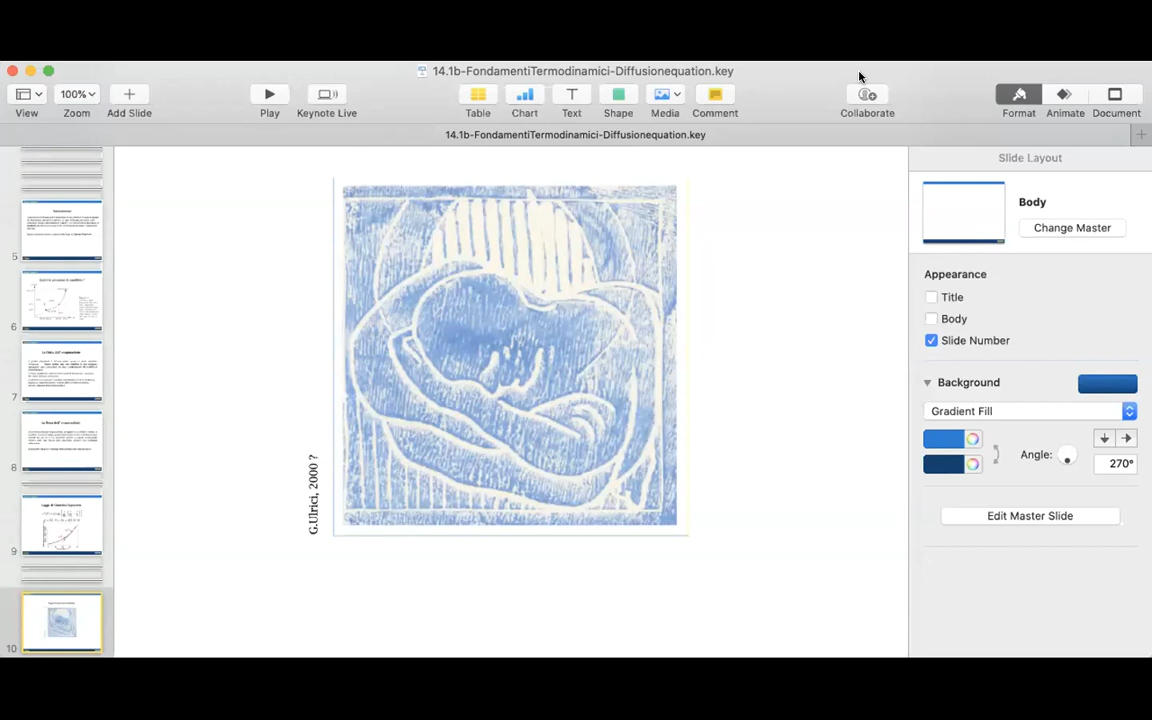 14.1b-FondamentiTermodinamici-Diffusionequation.key
View
100%
Zoom
Add Slide
Play
Keynote Live
Table
Chart
Text
Shape
Media
Comment
Collaborate
Format
Animate
Document
14.1b-FondamentiTermodinamici-Diffusionequation.key
5
6
7
8
9
10
G.Ulrici, 2000 ?
Slide Layout
Body
Change Master
Appearance
Title
Body
Slide Number
Background
Gradient Fill
Angle:
270°
Edit Master Slide